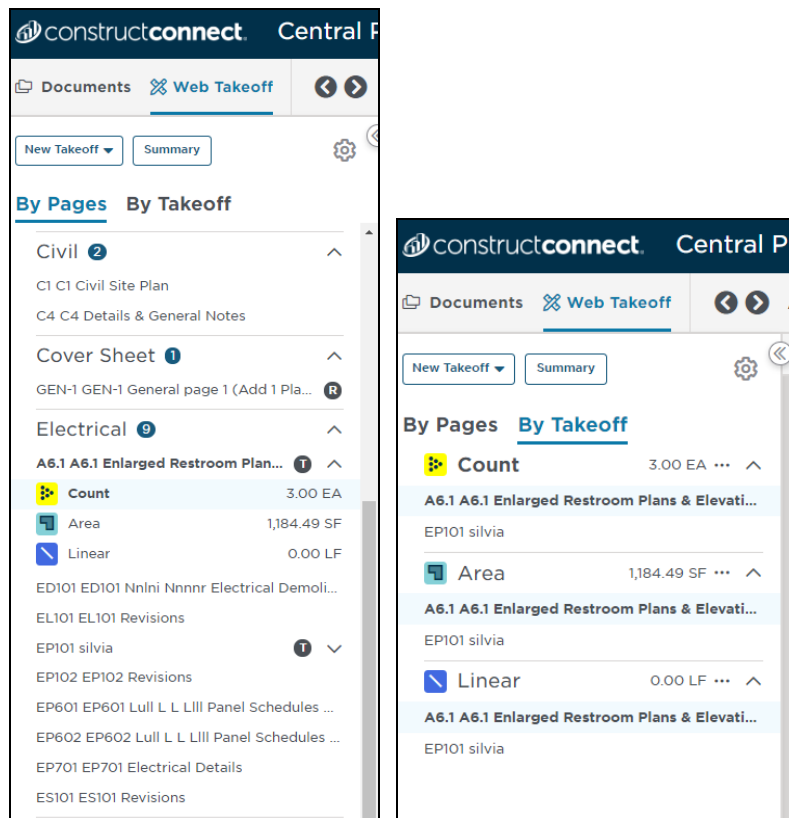 constructconnect. Central P
Documents Web Takeoff
New Takeoff Summary
By Pages By Takeoff
Civil 2
C1 C1 Civil Site Plan
C4 C4 Details & General Notes
Cover Sheet 1
GEN-1 GEN-1 General page 1 (Add 1 Pla... R
Electrical 9
A6.1 A6.1 Enlarged Restroom Plan... T
Count 3.00 EA
Area 1,184.49 SF
Linear 0.00 LF
ED101 ED101 Nnlni Nnnnr Electrical Demoli...
EL101 EL101 Revisions
EP101 silvia T
EP102 EP102 Revisions
EP601 EP601 Lull L L Llll Panel Schedules ...
EP602 EP602 Lull L L Llll Panel Schedules ...
EP701 EP701 Electrical Details
ES101 ES101 Revisions
constructconnect. Central P
Documents Web Takeoff
New Takeoff Summary
By Pages By Takeoff
Count 3.00 EA ...
A6.1 A6.1 Enlarged Restroom Plans & Elevati...
EP101 silvia
Area 1,184.49 SF ...
A6.1 A6.1 Enlarged Restroom Plans & Elevati...
EP101 silvia
Linear 0.00 LF ...
A6.1 A6.1 Enlarged Restroom Plans & Elevati...
EP101 silvia